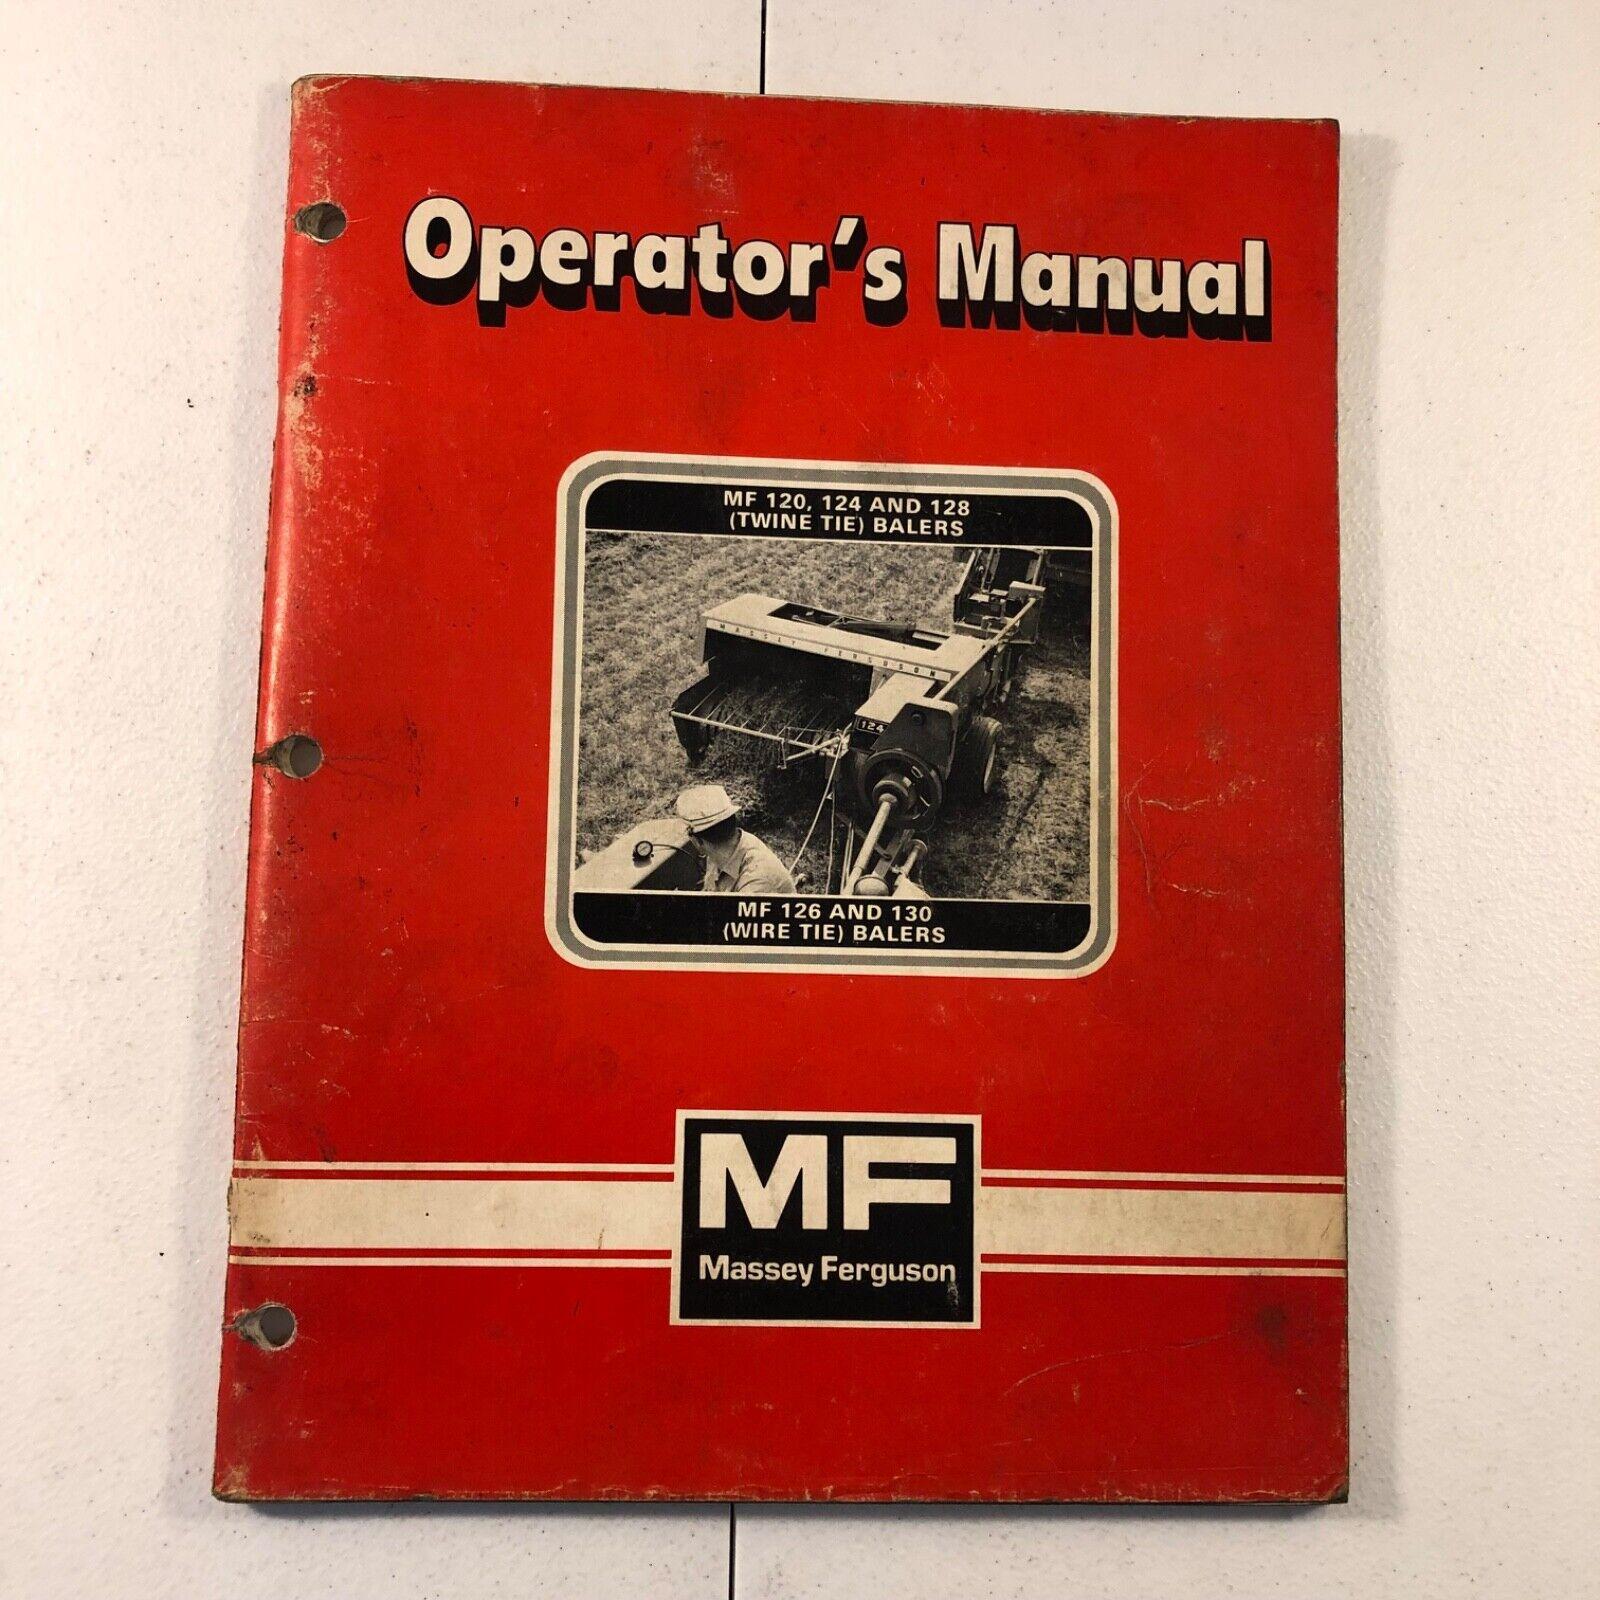 Operator's Manual
MF 120, 124 AND 128
(TWINE TIE) BALERS
MASSEY FERGUSON
124
MF 126 AND 130
(WIRE TIE) BALERS
MF
Massey Ferguson